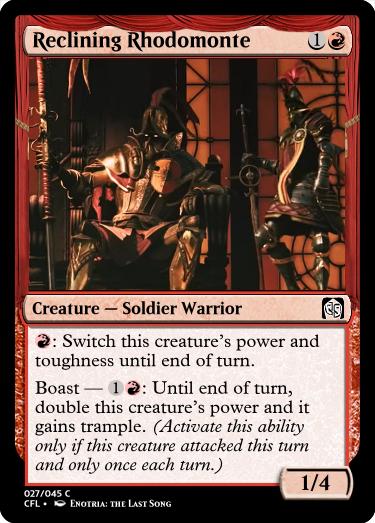 Reclining Rhodomonte 1
Creature — Soldier Warrior
: Switch this creature's power and
toughness until end of turn.
Boast — 1 : Until end of turn,
double this creature's power and it
gains trample. (Activate this ability
only if this creature attacked this turn
and only once each turn.)
1/4
027/045 C
CFL • Enotria: the Last Song